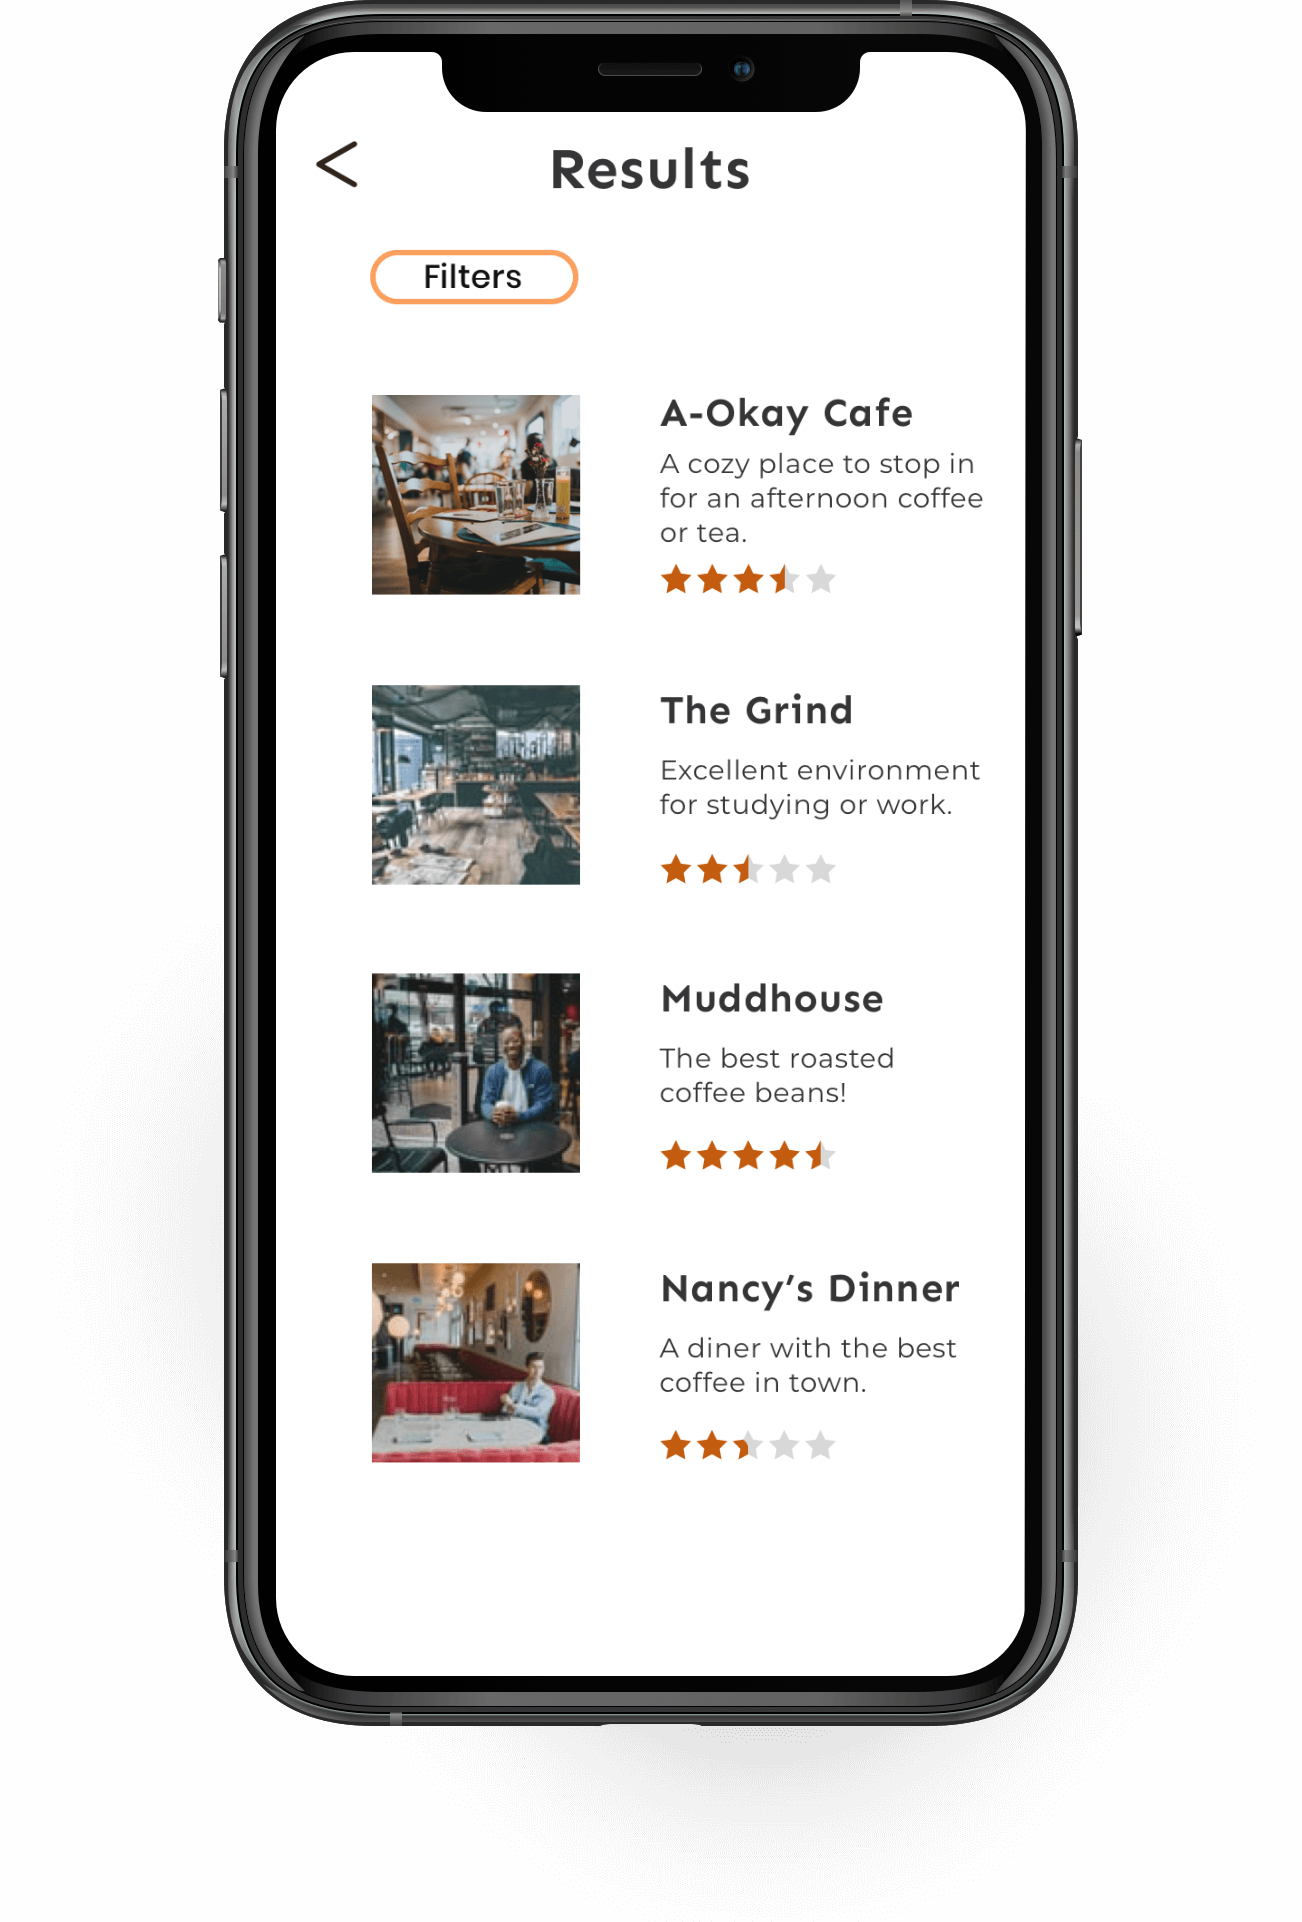 Results
Filters
A-Okay Cafe
A cozy place to stop in
for an afternoon coffee
or tea.
The Grind
Excellent environment
for studying or work.
Muddhouse
The best roasted
coffee beans!
Nancy’s Dinner
A diner with the best
coffee in town.